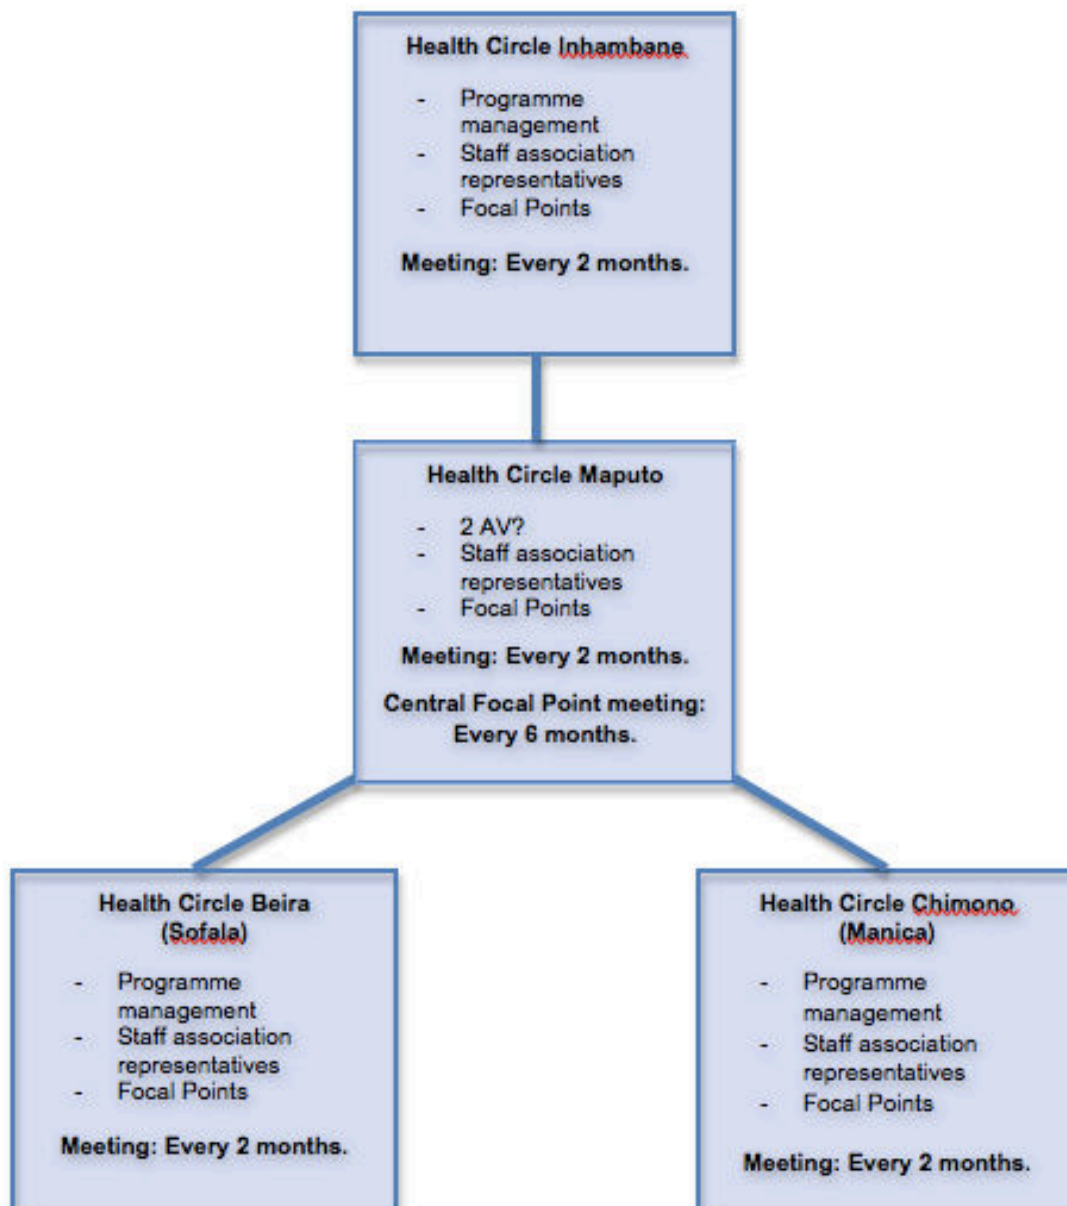 Health Circle Inhambane
- Programme
management
- Staff association
representatives
- Focal Points
Meeting: Every 2 months.
Health Circle Maputo
- 2 AV?
- Staff association
representatives
- Focal Points
Meeting: Every 2 months.
Central Focal Point meeting:
Every 6 months.
Health Circle Beira
(Sofala)
- Programme
management
- Staff association
representatives
- Focal Points
Meeting: Every 2 months.
Health Circle Chimono
(Manica)
- Programme
management
- Staff association
representatives
- Focal Points
Meeting: Every 2 months.